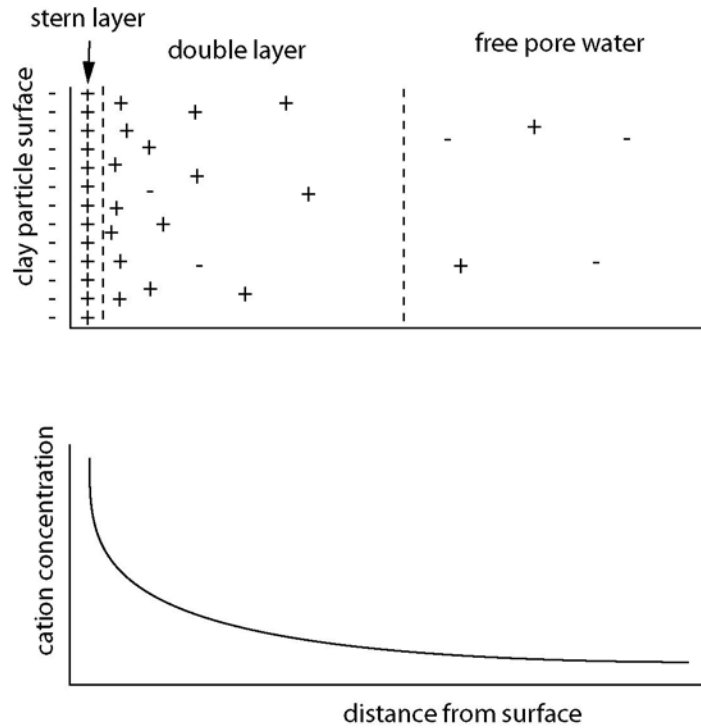 stern layer
double layer
free pore water
clay particle surface
cation concentration
distance from surface